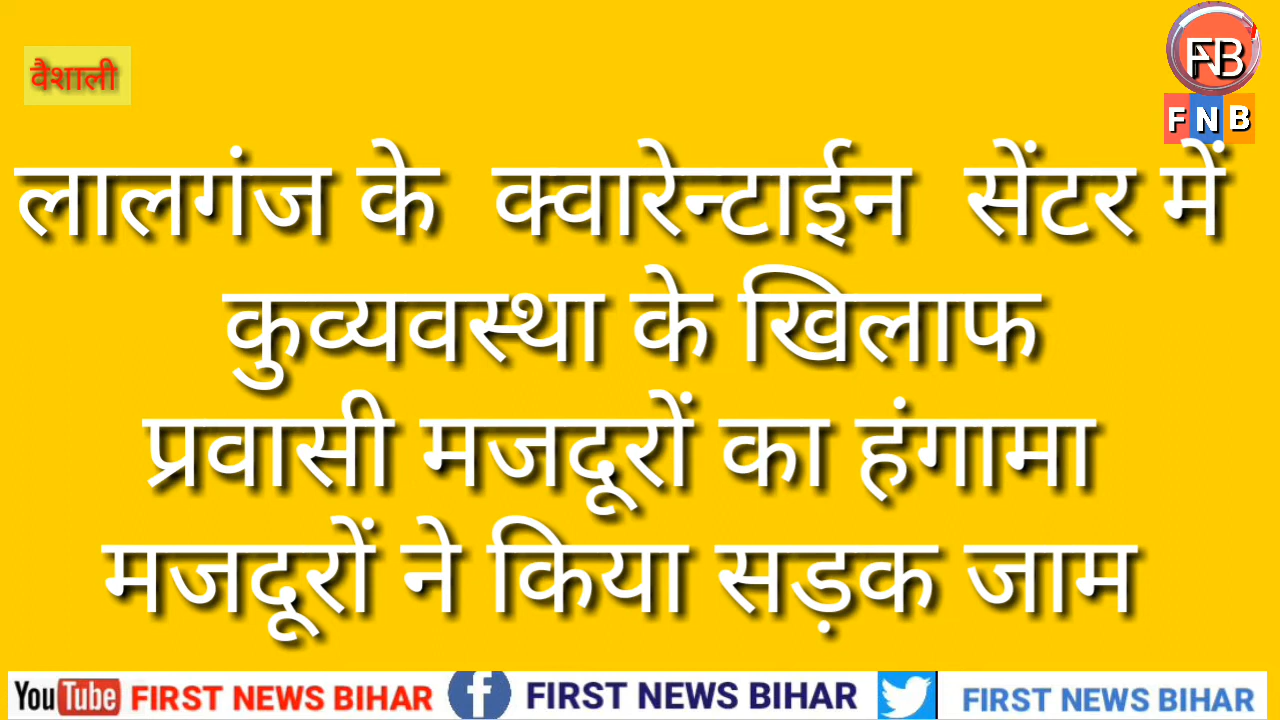 वैशाली
FNB
F N B
लालगंज के क्वारेन्टाईन सेंटर में
कुव्यवस्था के खिलाफ
प्रवासी मजदूरों का हंगामा
मजदूरों ने किया सड़क जाम
YouTube FIRST NEWS BIHAR f FIRST NEWS BIHAR FIRST NEWS BIHAR